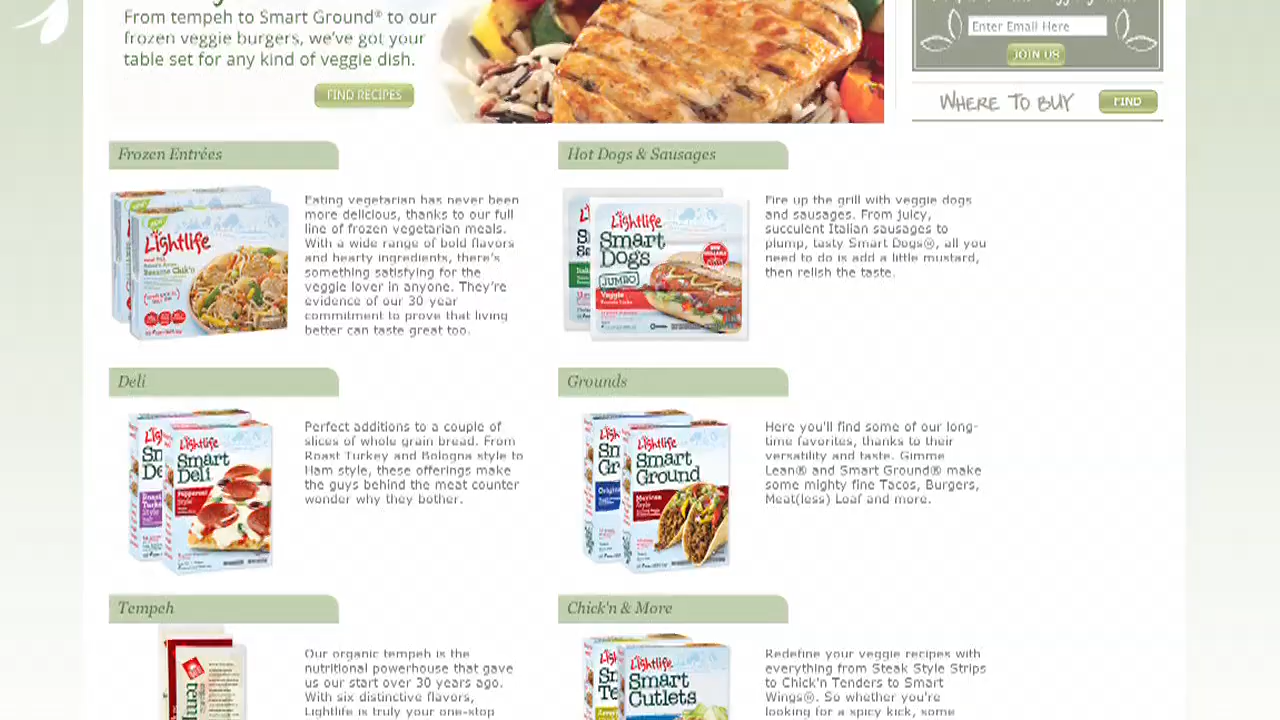 From tempeh to Smart Ground® to our
frozen veggie burgers, we've got your
table set for any kind of veggie dish.
FIND RECIPES
Enter Email Here
JOIN US
WHERE TO BUY
FIND
Frozen Entrées
Lightlife
Eating vegetarian has never been
more delicious, thanks to our full
line of frozen vegetarian meals.
With a wide range of bold flavors
and hearty ingredients, there's
something satisfying for the
veggie lover in anyone. They're
evidence of our 30 year
commitment to prove that living
better can taste great too.
Hot Dogs & Sausages
Lightlife
Smart
Dogs
JUMBO
Veggie
Fire up the grill with veggie dogs
and sausages. From juicy,
succulent Italian sausages to
plump, tasty Smart Dogs®, all you
need to do is add a little mustard,
then relish the taste.
Deli
Lightlife
Smart
Deli
Pepperoni
Style
Perfect additions to a couple of
slices of whole grain bread. From
Roast Turkey and Bologna style to
Ham style, these offerings make
the guys behind the meat counter
wonder why they bother.
Grounds
Lightlife
Smart
Ground
Mexican
Style
Here you'll find some of our long-
time favorites, thanks to their
versatility and taste. Gimme
Lean® and Smart Ground® make
some mighty fine Tacos, Burgers,
Meat(less) Loaf and more.
Tempeh
Our organic tempeh is the
nutritional powerhouse that gave
us our start over 30 years ago.
With six distinctive flavors,
Lightlife is truly your one-stop
Chick'n & More
Lightlife
Smart
Cutlets
Redefine your veggie recipes with
everything from Steak Style Strips
to Chick'n Tenders to Smart
Wings®. So whether you're
looking for a spicy kick, some